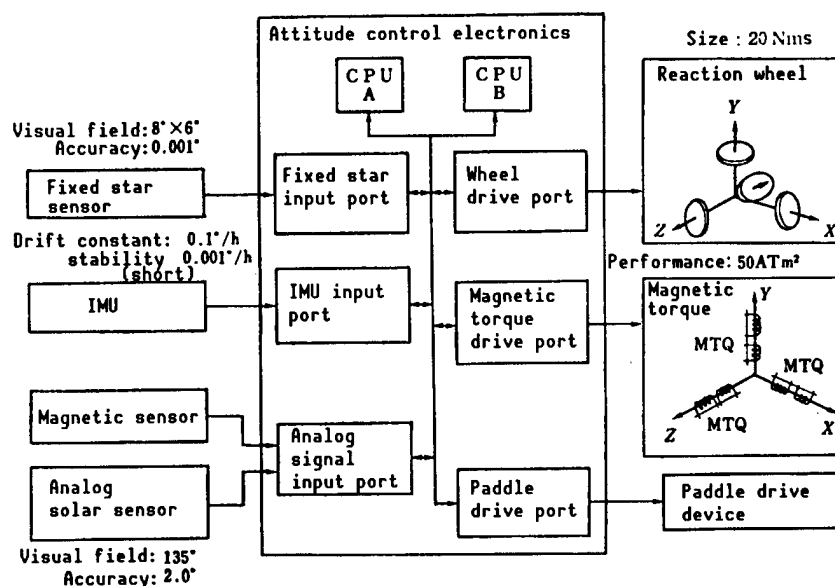 Attitude control electronics
CPU
A
CPU
B
Size : 20 Nms
Reaction wheel
Y
Z
X
Visual field: 8°×6°
Accuracy: 0.001°
Fixed star
sensor
Fixed star
input port
Wheel
drive port
Drift constant: 0.1°/h
stability 0.001°/h
(short)
IMU
IMU input
port
Magnetic
torque
drive port
Performance: 50ATm²
Magnetic
torque
Y
MTQ
MTQ
MTQ
Z
X
Magnetic sensor
Analog
solar sensor
Analog
signal
input port
Paddle
drive port
Paddle drive
device
Visual field: 135°
Accuracy: 2.0°